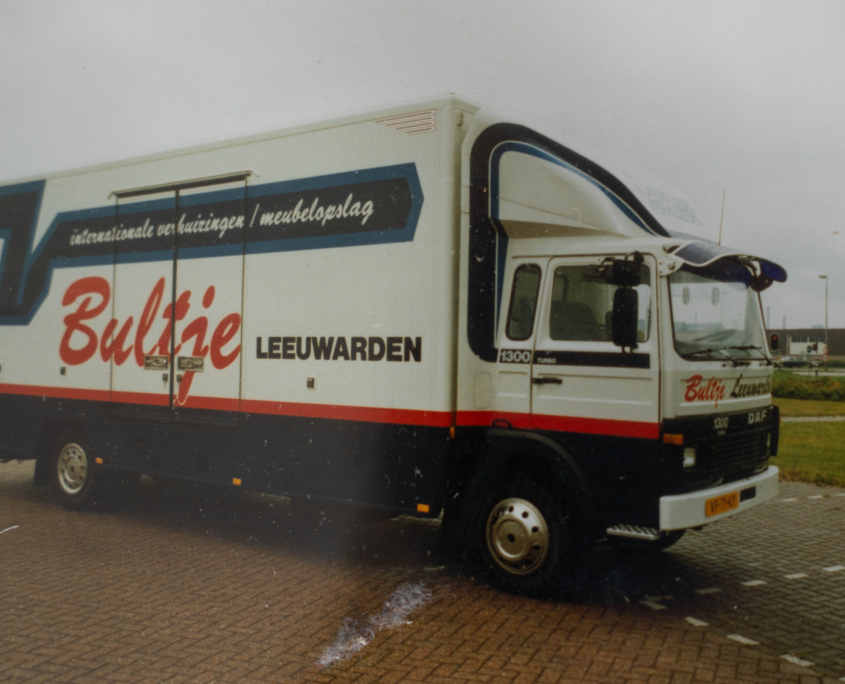 internationale verhuizingen / meubelopslag
Bultje LEEUWARDEN
1300 TURBO
Bultje Leeuwarden
1300 DAF